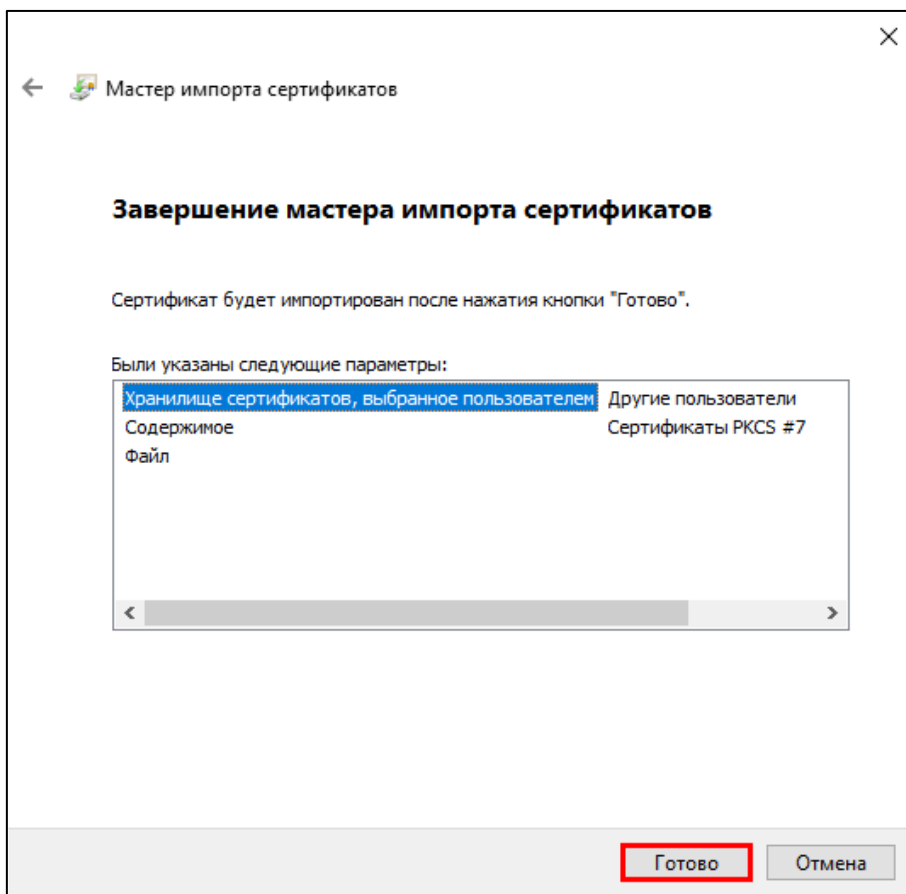 Мастер импорта сертификатов
Завершение мастера импорта сертификатов
Сертификат будет импортирован после нажатия кнопки "Готово".
Были указаны следующие параметры:
Хранилище сертификатов, выбранное пользователем Другие пользователи
Содержимое Сертификаты PKCS #7
Файл
Готово Отмена